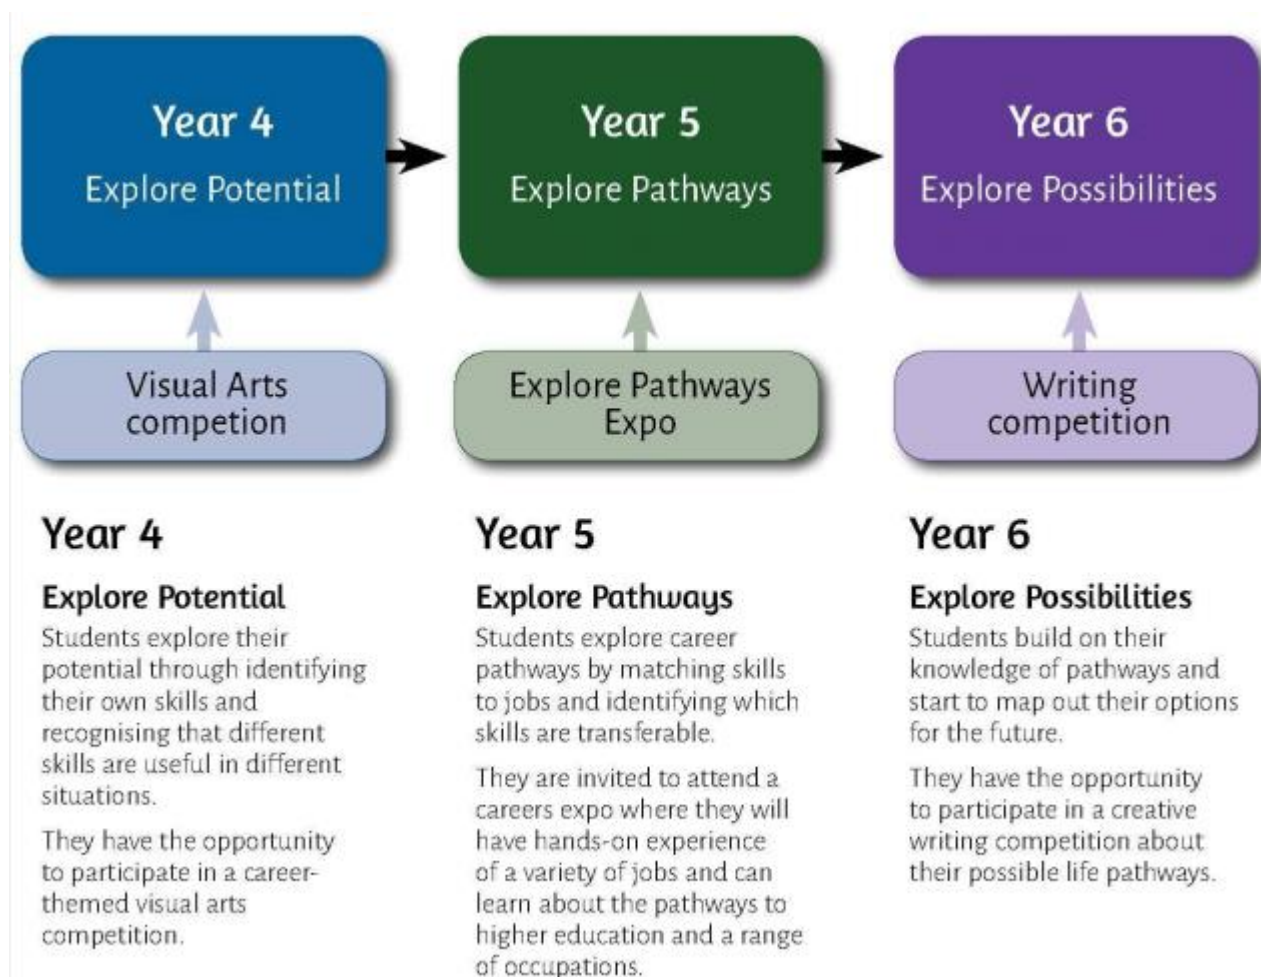 Year 4
Explore Potential
Year 5
Explore Pathways
Year 6
Explore Possibilities
Visual Arts
competion
Explore Pathways
Expo
Writing
competition
Year 4
Explore Potential
Students explore their
potential through identifying
their own skills and
recognising that different
skills are useful in different
situations.
They have the opportunity
to participate in a career-
themed visual arts
competition.
Year 5
Explore Pathways
Students explore career
pathways by matching skills
to jobs and identifying which
skills are transferable.
They are invited to attend a
careers expo where they will
have hands-on experience
of a variety of jobs and can
learn about the pathways to
higher education and a range
of occupations.
Year 6
Explore Possibilities
Students build on their
knowledge of pathways and
start to map out their options
for the future.
They have the opportunity
to participate in a creative
writing competition about
their possible life pathways.